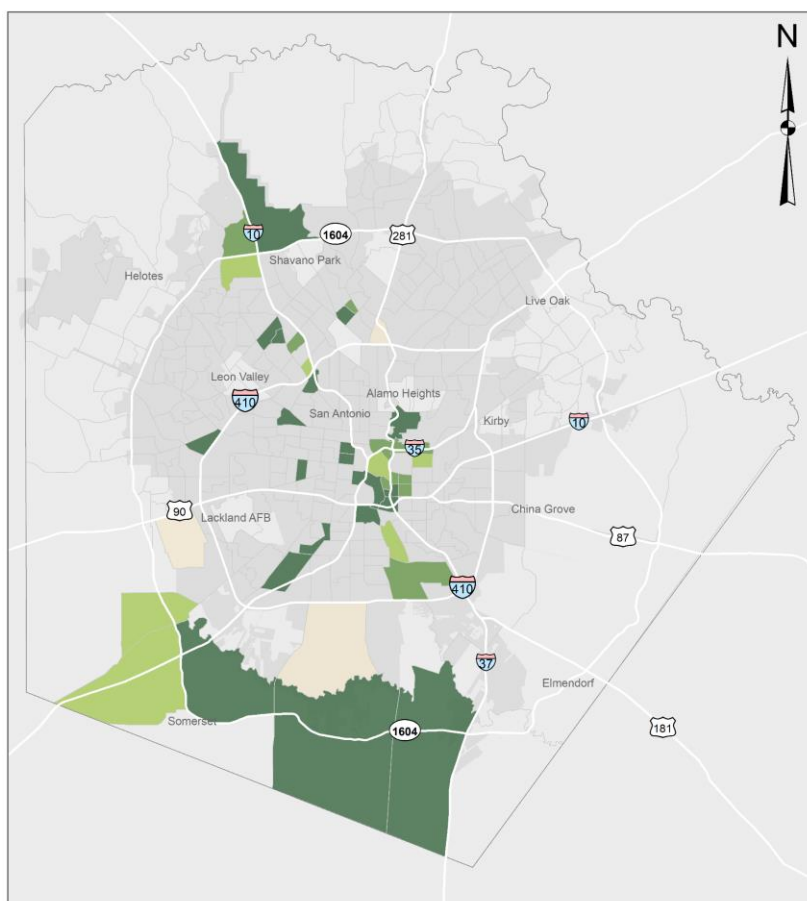 N
10
1604
281
Shavano Park
Helotes
Live Oak
Leon Valley
Alamo Heights
410
San Antonio
Kirby
10
35
90
Lackland AFB
China Grove
87
410
37
Elmendorf
Somerset
1604
181